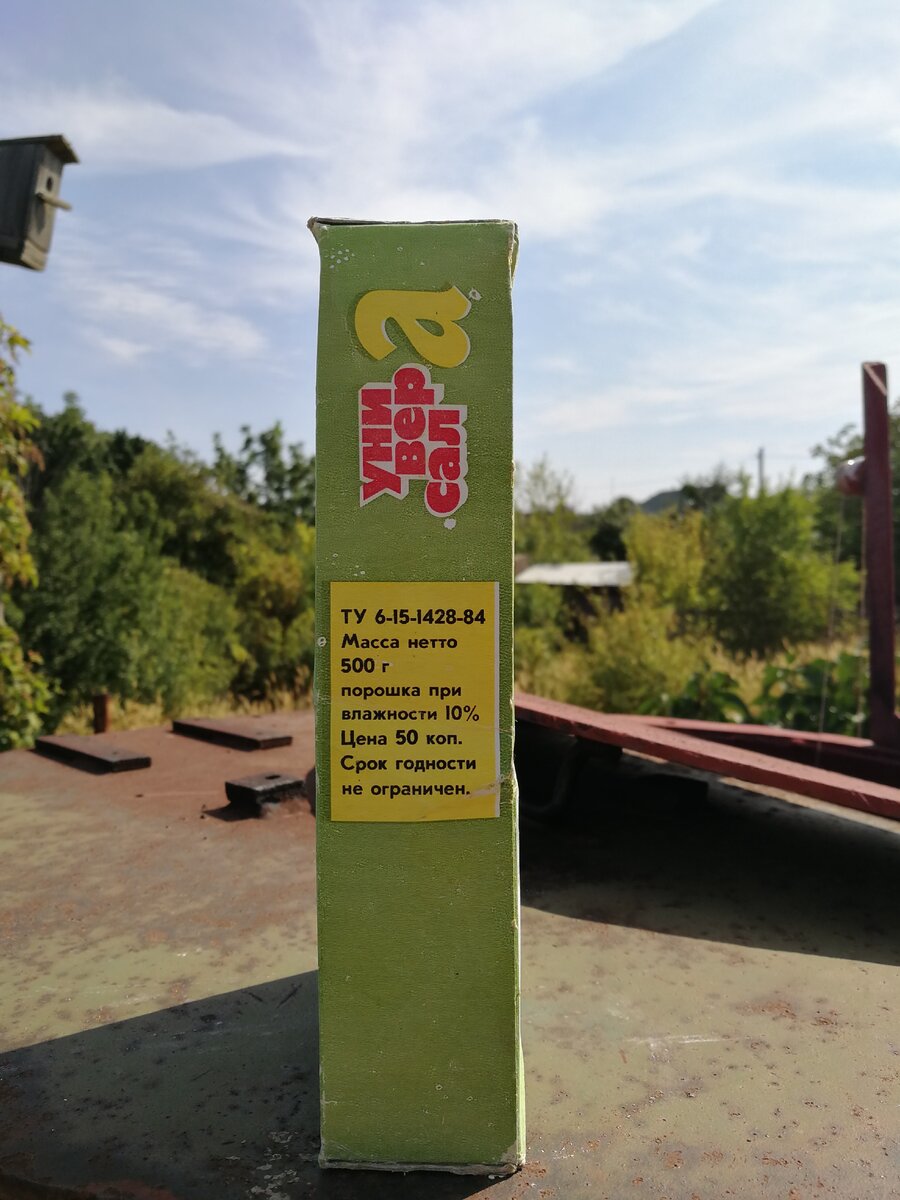 а
уни
вер
сал
ТУ 6-15-1428-84
Масса нетто
500 г
порошка при
влажности 10%
Цена 50 коп.
Срок годности
не ограничен.